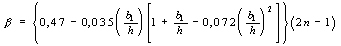 β = {0,47 − 0,035(b₁/h)[1 + b₁/h − 0,072(b₁/h)²]}(2n − 1)